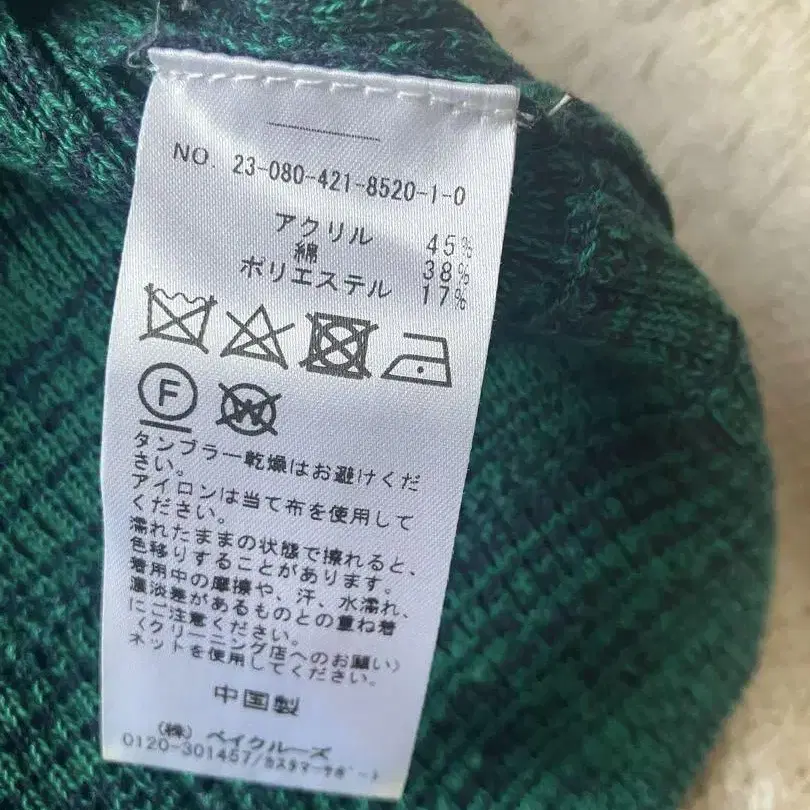 NO. 23-080-421-8520-1-0
アクリル 45%
綿 38%
ポリエステル 17%
F W
タンブラー乾燥はお避けくだ
さい。
アイロンは当て布を使用して
ください。
濡れたままの状態で擦れると、
色移りすることがあります。
着用中の摩擦や、汗、水濡れ、
濃淡差があるものとの重ね着
にご注意ください。
〈クリーニング店へのお願い〉
ネットを使用してください。
中国製
(株) ベイクルーズ
0120-301457/カスタマーサポート